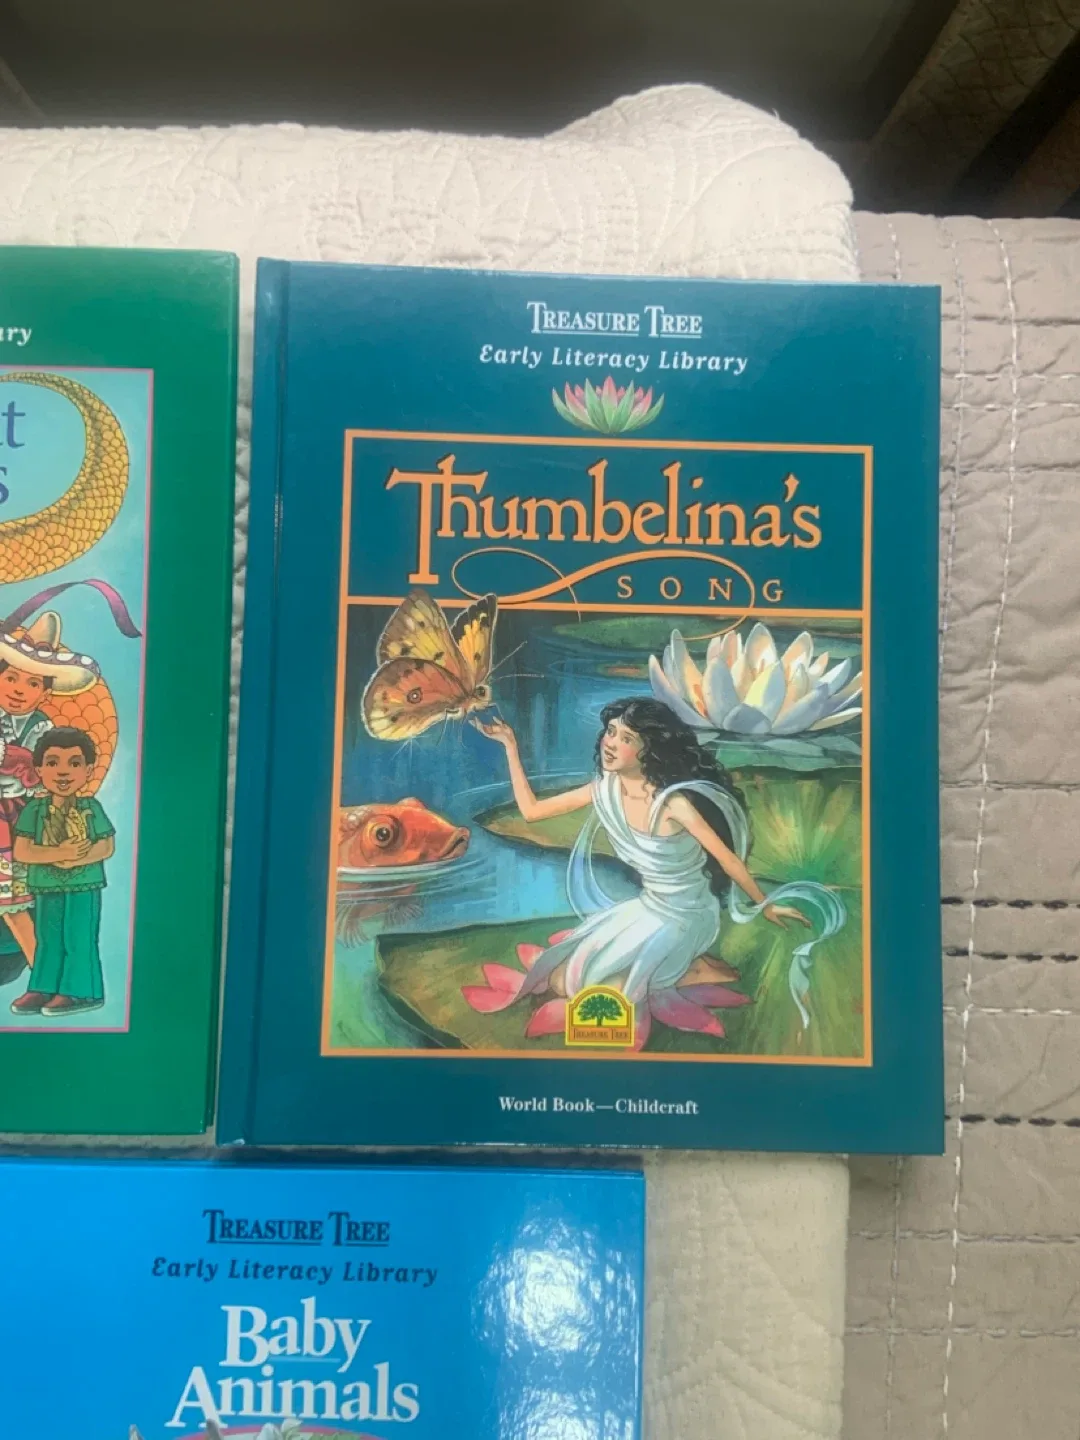 TREASURE TREE
Early Literacy Library
Thumbelina's
SONG
TREASURE TREE
World Book—Childcraft
TREASURE TREE
Early Literacy Library
Baby
Animals